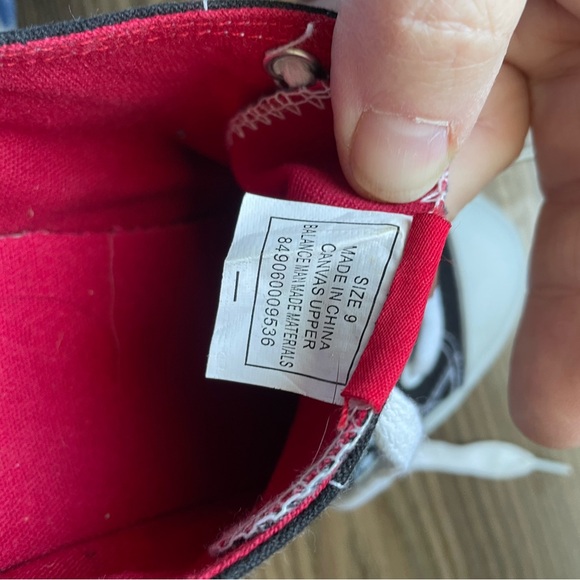 SIZE 9
MADE IN CHINA
CANVAS UPPER
BALANCE MAN MADE MATERIALS
849060009536